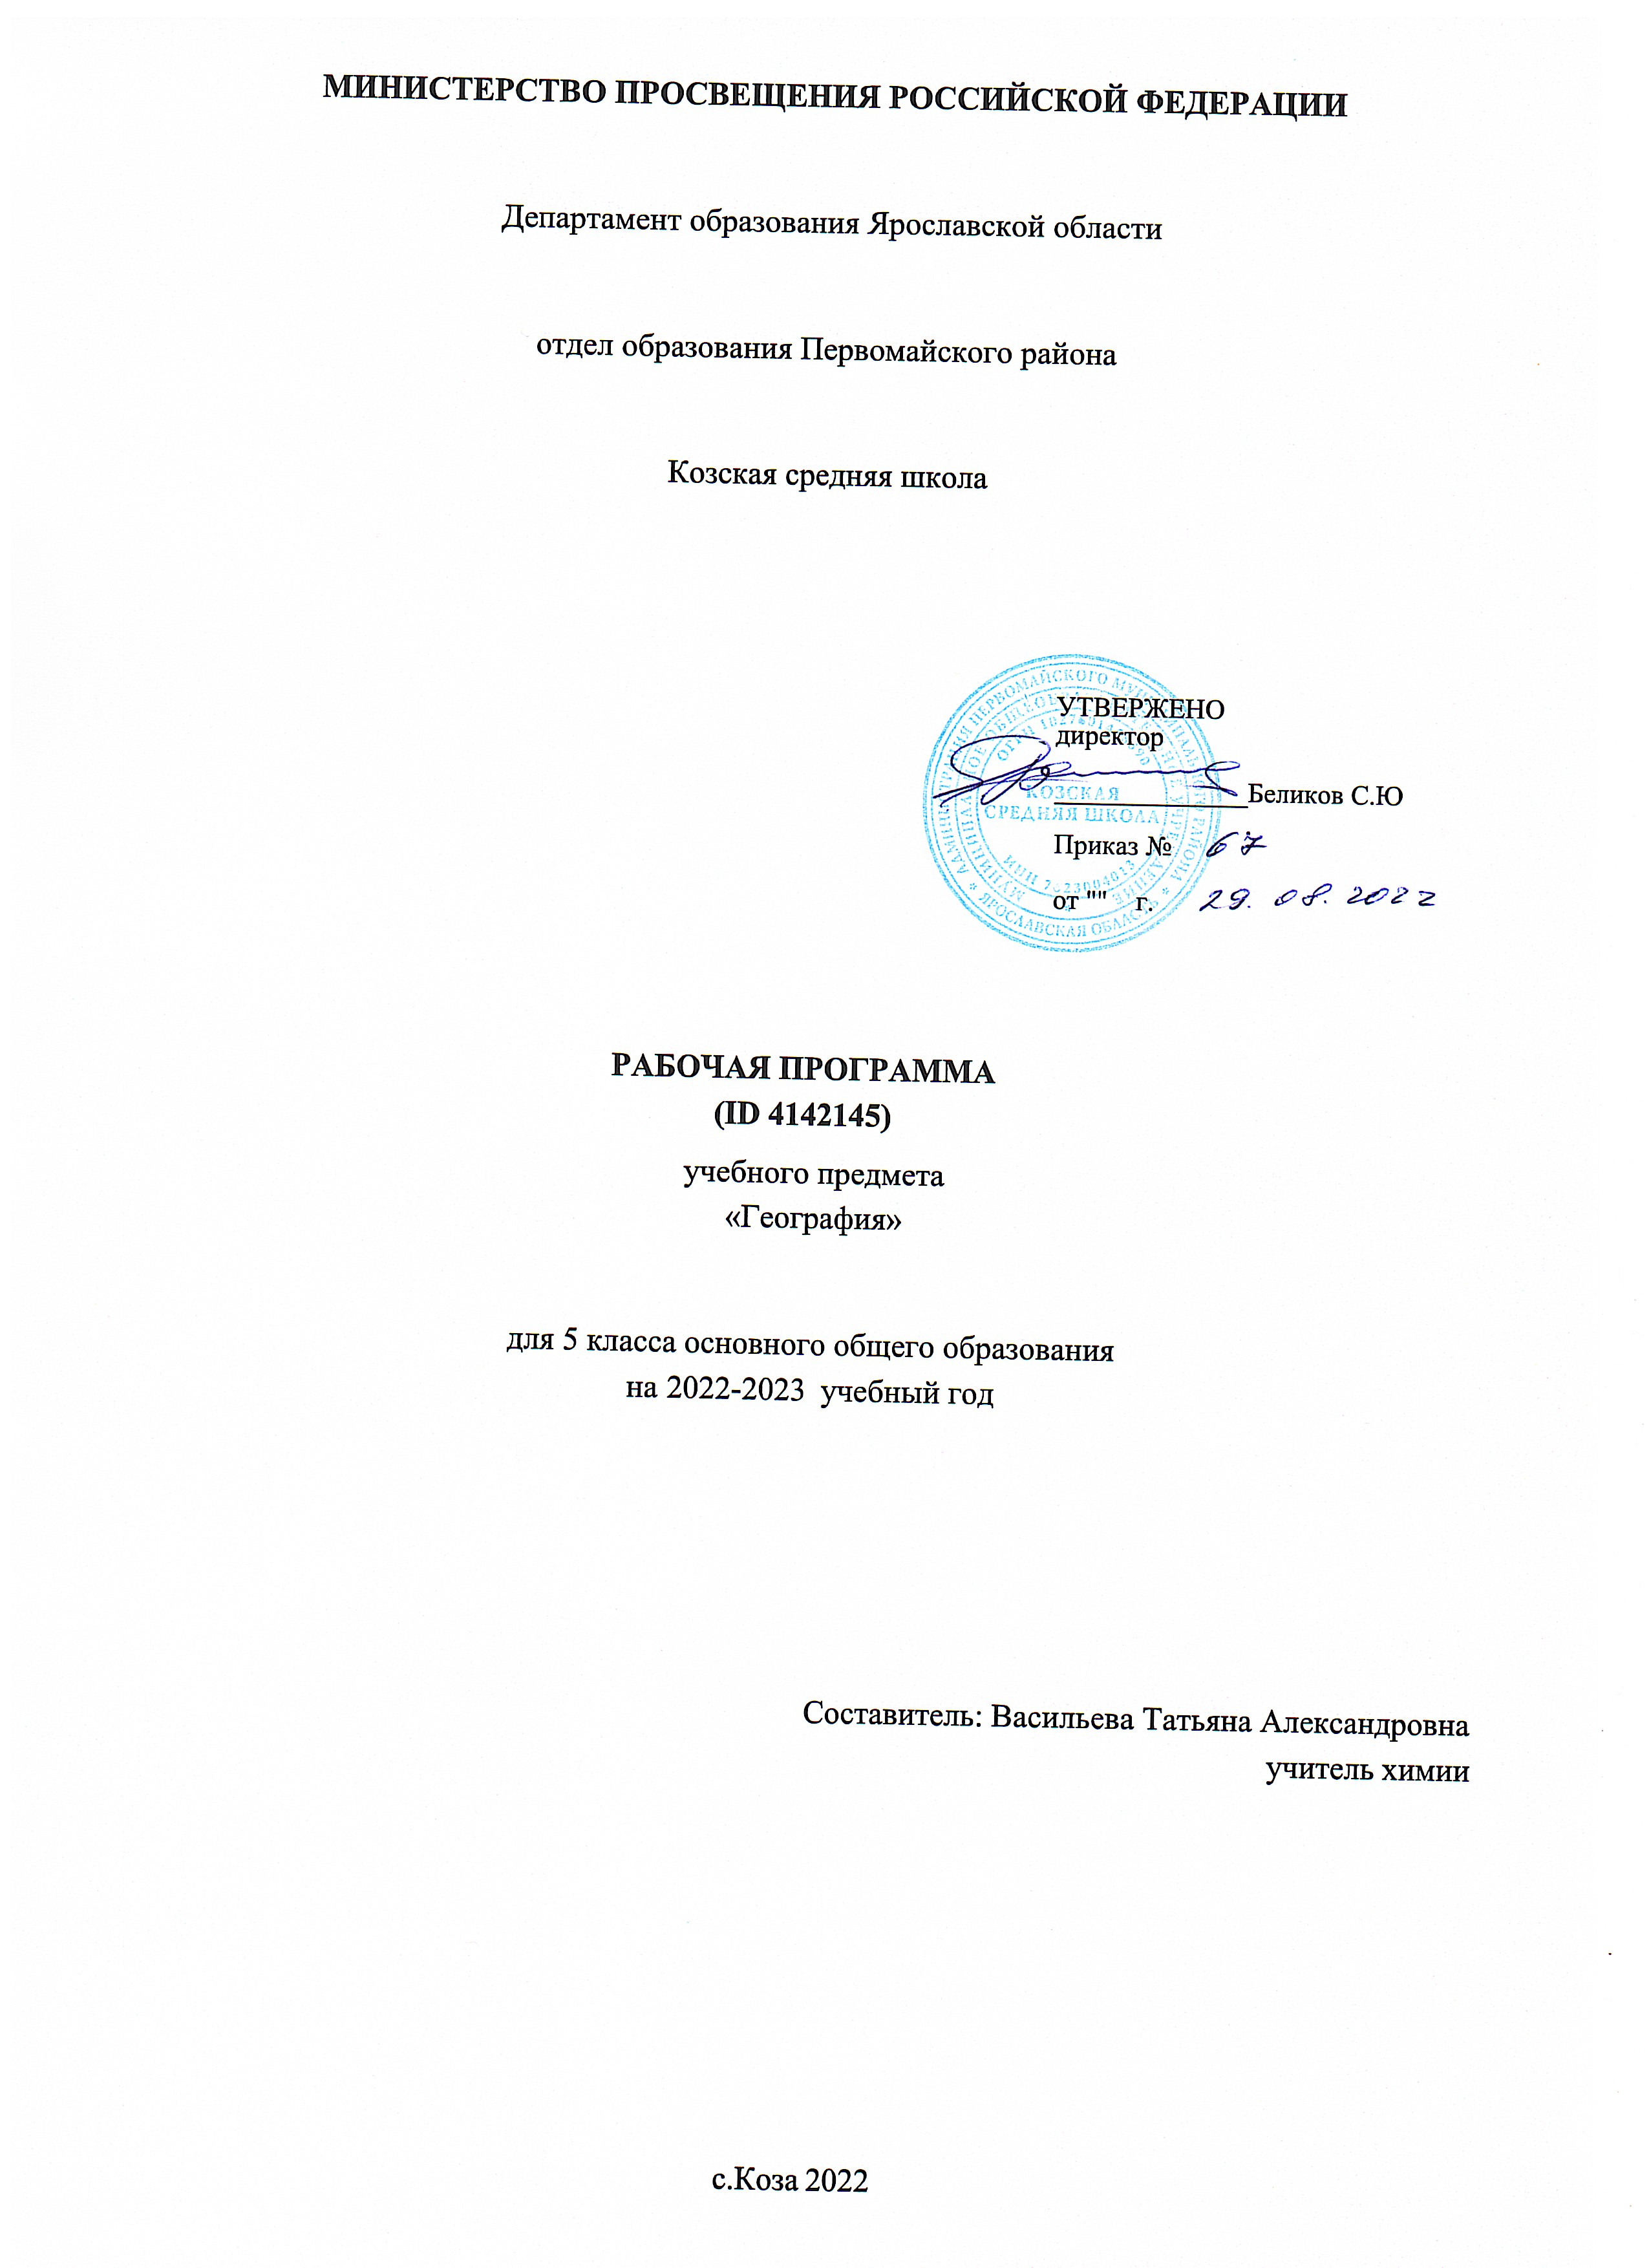 МИНИСТЕРСТВО ПРОСВЕЩЕНИЯ РОССИЙСКОЙ ФЕДЕРАЦИИ
Департамент образования Ярославской области
отдел образования Первомайского района
Козская средняя школа
УТВЕРЖЕНО
директор
Беликов С.Ю
Приказ № 67
от "" г. 29.08.2022
КОЗСКАЯ
СРЕДНЯЯ ШКОЛА
ЯРОСЛАВСКАЯ ОБЛАСТЬ
РАБОЧАЯ ПРОГРАММА
(ID 4142145)
учебного предмета
«География»
для 5 класса основного общего образования
на 2022-2023 учебный год
Составитель: Васильева Татьяна Александровна
учитель химии
с.Коза 2022